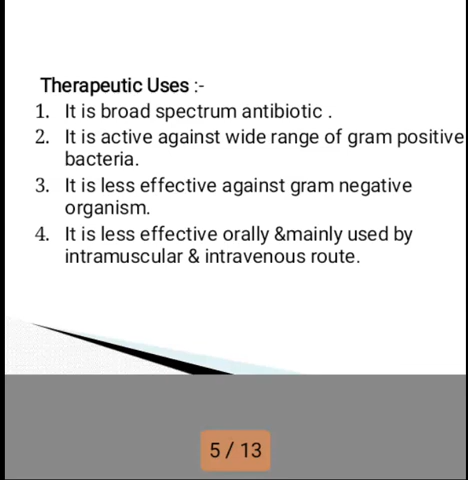 Therapeutic Uses :-
1. It is broad spectrum antibiotic .
2. It is active against wide range of gram positive
bacteria.
3. It is less effective against gram negative
organism.
4. It is less effective orally &mainly used by
intramuscular & intravenous route.
5 / 13